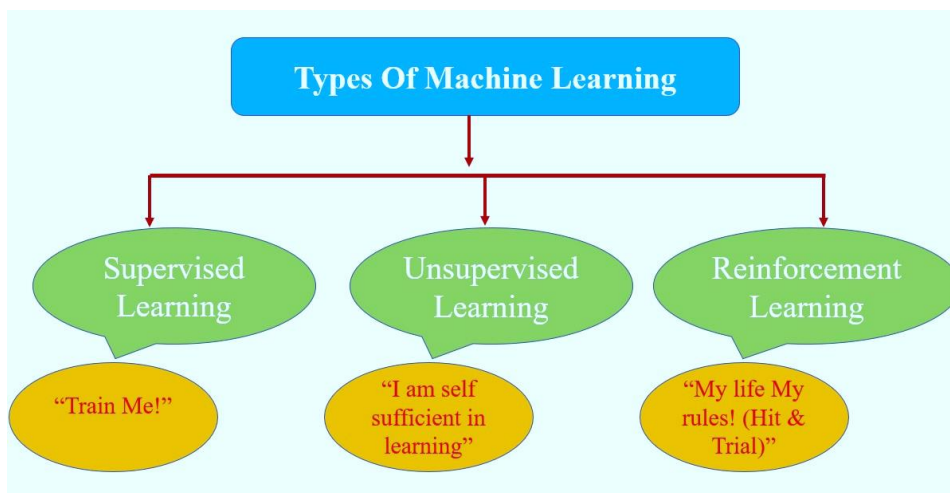 Types Of Machine Learning
Supervised
Learning
Unsupervised
Learning
Reinforcement
Learning
“Train Me!”
“I am self
sufficient in
learning”
“My life My
rules! (Hit &
Trial)”